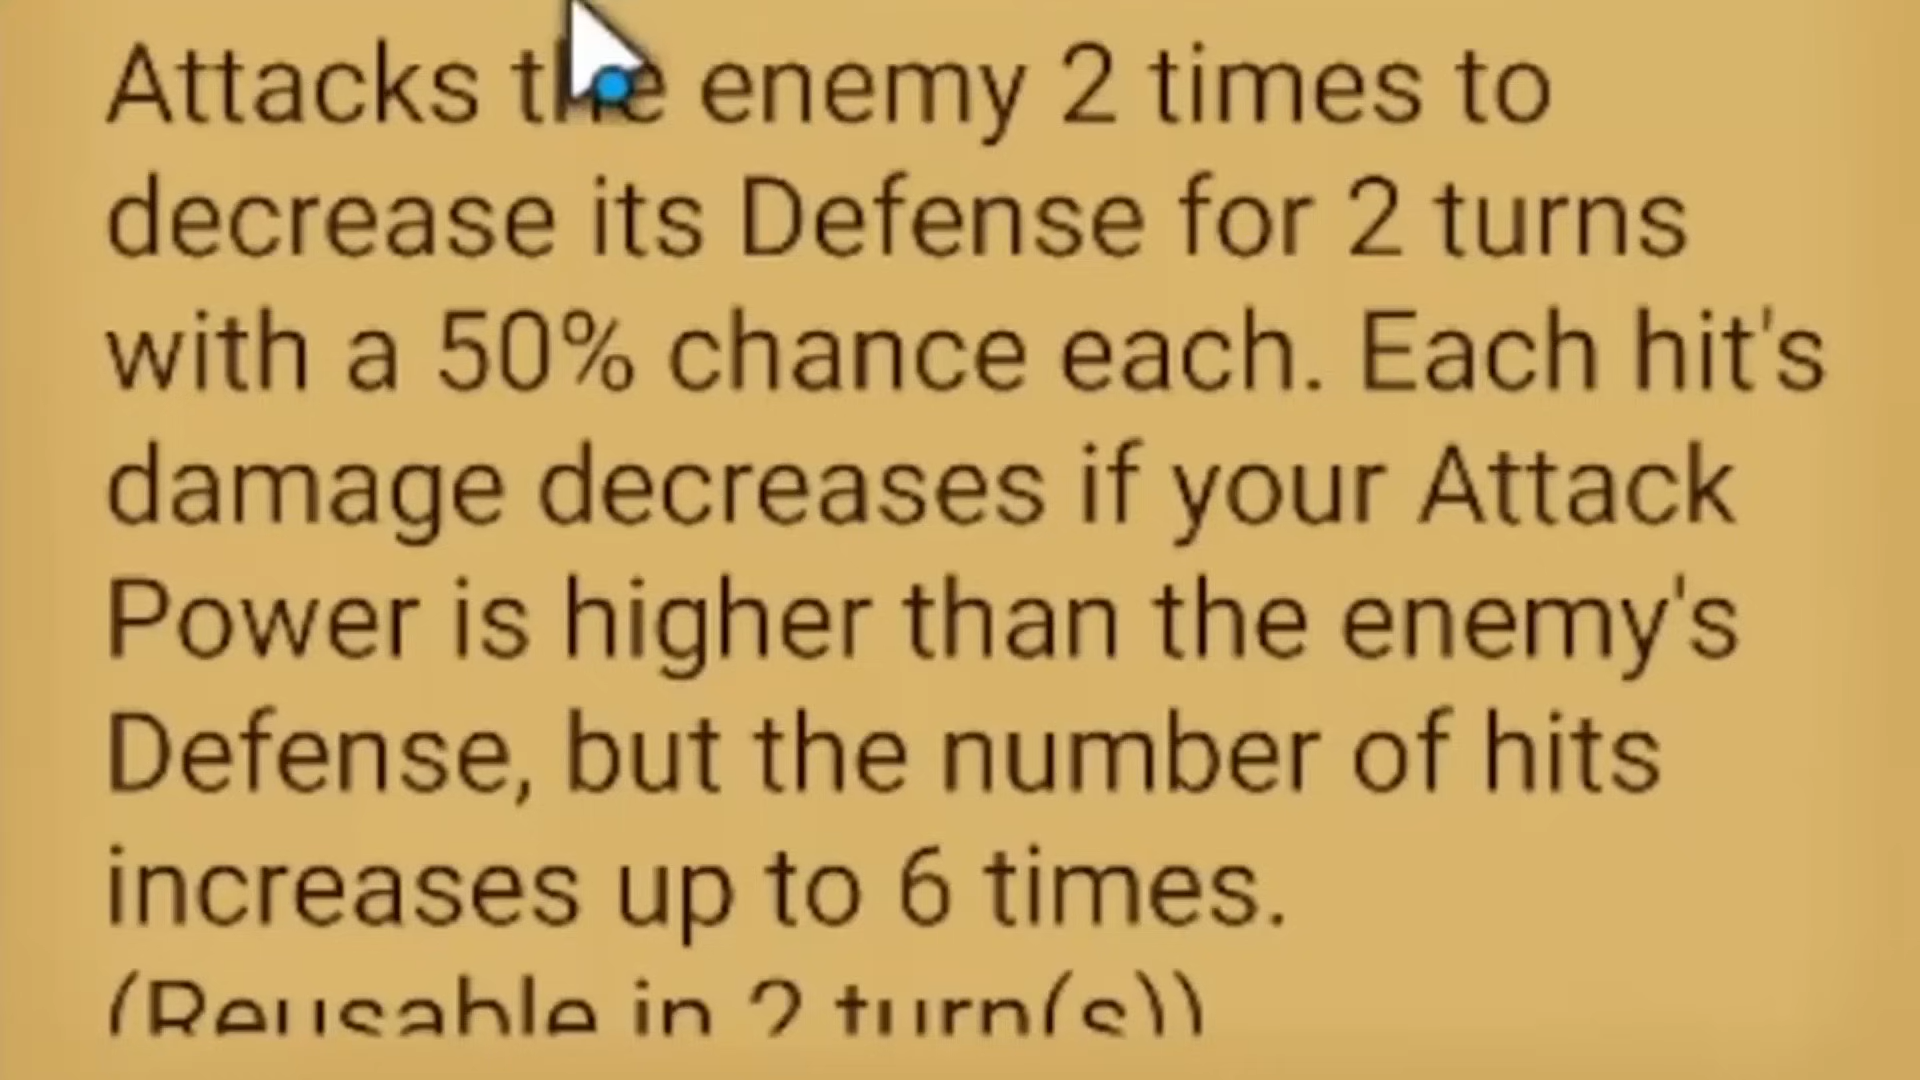 Attacks the enemy 2 times to
decrease its Defense for 2 turns
with a 50% chance each. Each hit's
damage decreases if your Attack
Power is higher than the enemy's
Defense, but the number of hits
increases up to 6 times.
(Reusable in 2 turn(s))